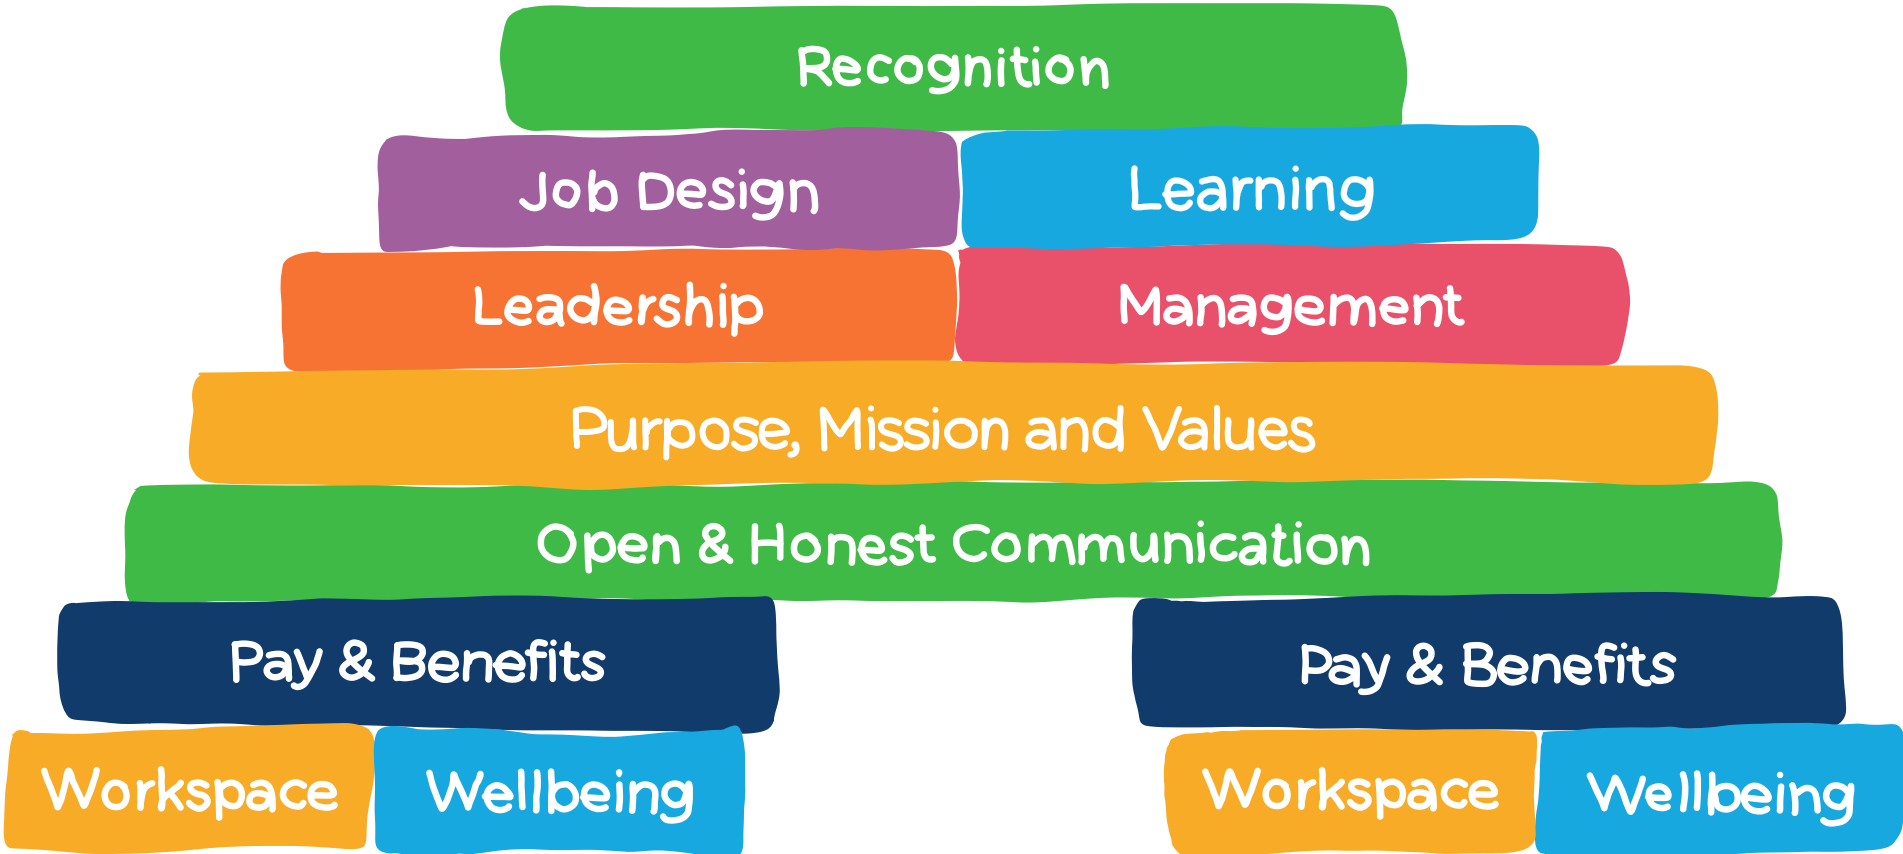 Recognition
Job Design
Learning
Leadership
Management
Purpose, Mission and Values
Open & Honest Communication
Pay & Benefits
Pay & Benefits
Workspace
Wellbeing
Workspace
Wellbeing